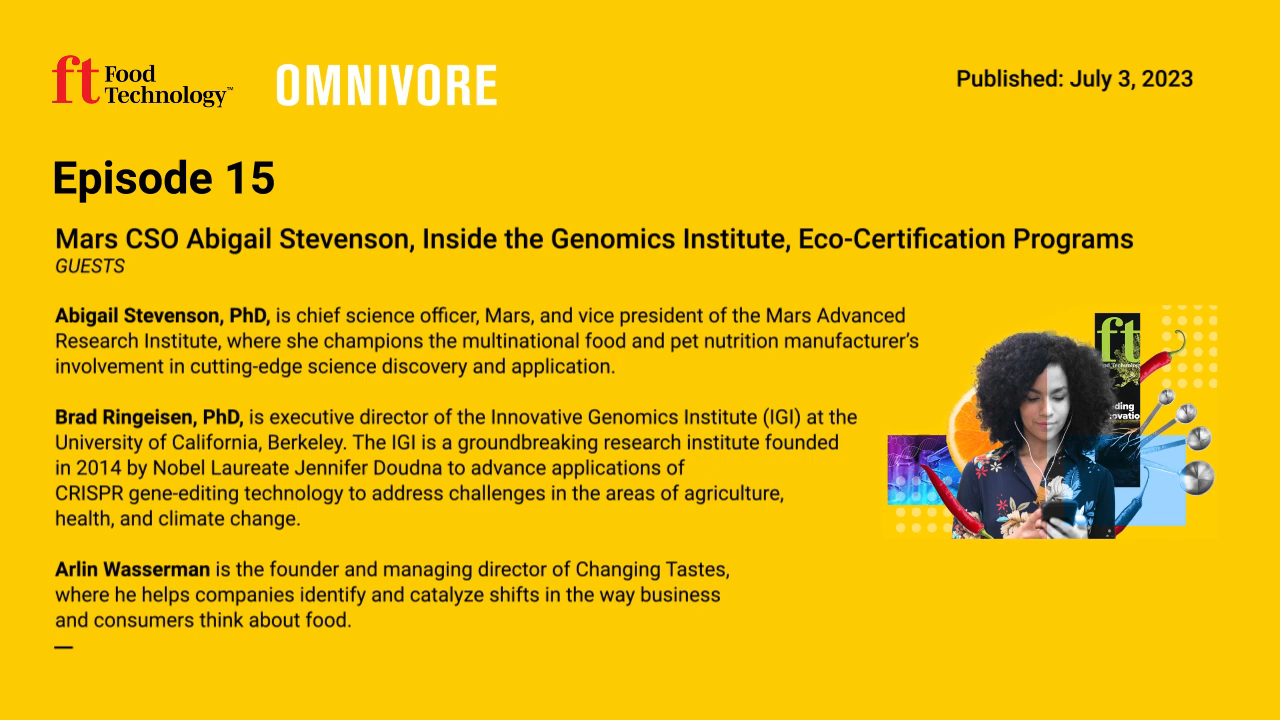 ft Food
Technology™
OMNIVORE
Published: July 3, 2023
Episode 15
Mars CSO Abigail Stevenson, Inside the Genomics Institute, Eco-Certification Programs
GUESTS
Abigail Stevenson, PhD, is chief science officer, Mars, and vice president of the Mars Advanced
Research Institute, where she champions the multinational food and pet nutrition manufacturer’s
involvement in cutting-edge science discovery and application.
Brad Ringeisen, PhD, is executive director of the Innovative Genomics Institute (IGI) at the
University of California, Berkeley. The IGI is a groundbreaking research institute founded
in 2014 by Nobel Laureate Jennifer Doudna to advance applications of
CRISPR gene-editing technology to address challenges in the areas of agriculture,
health, and climate change.
Arlin Wasserman is the founder and managing director of Changing Tastes,
where he helps companies identify and catalyze shifts in the way business
and consumers think about food.
ft